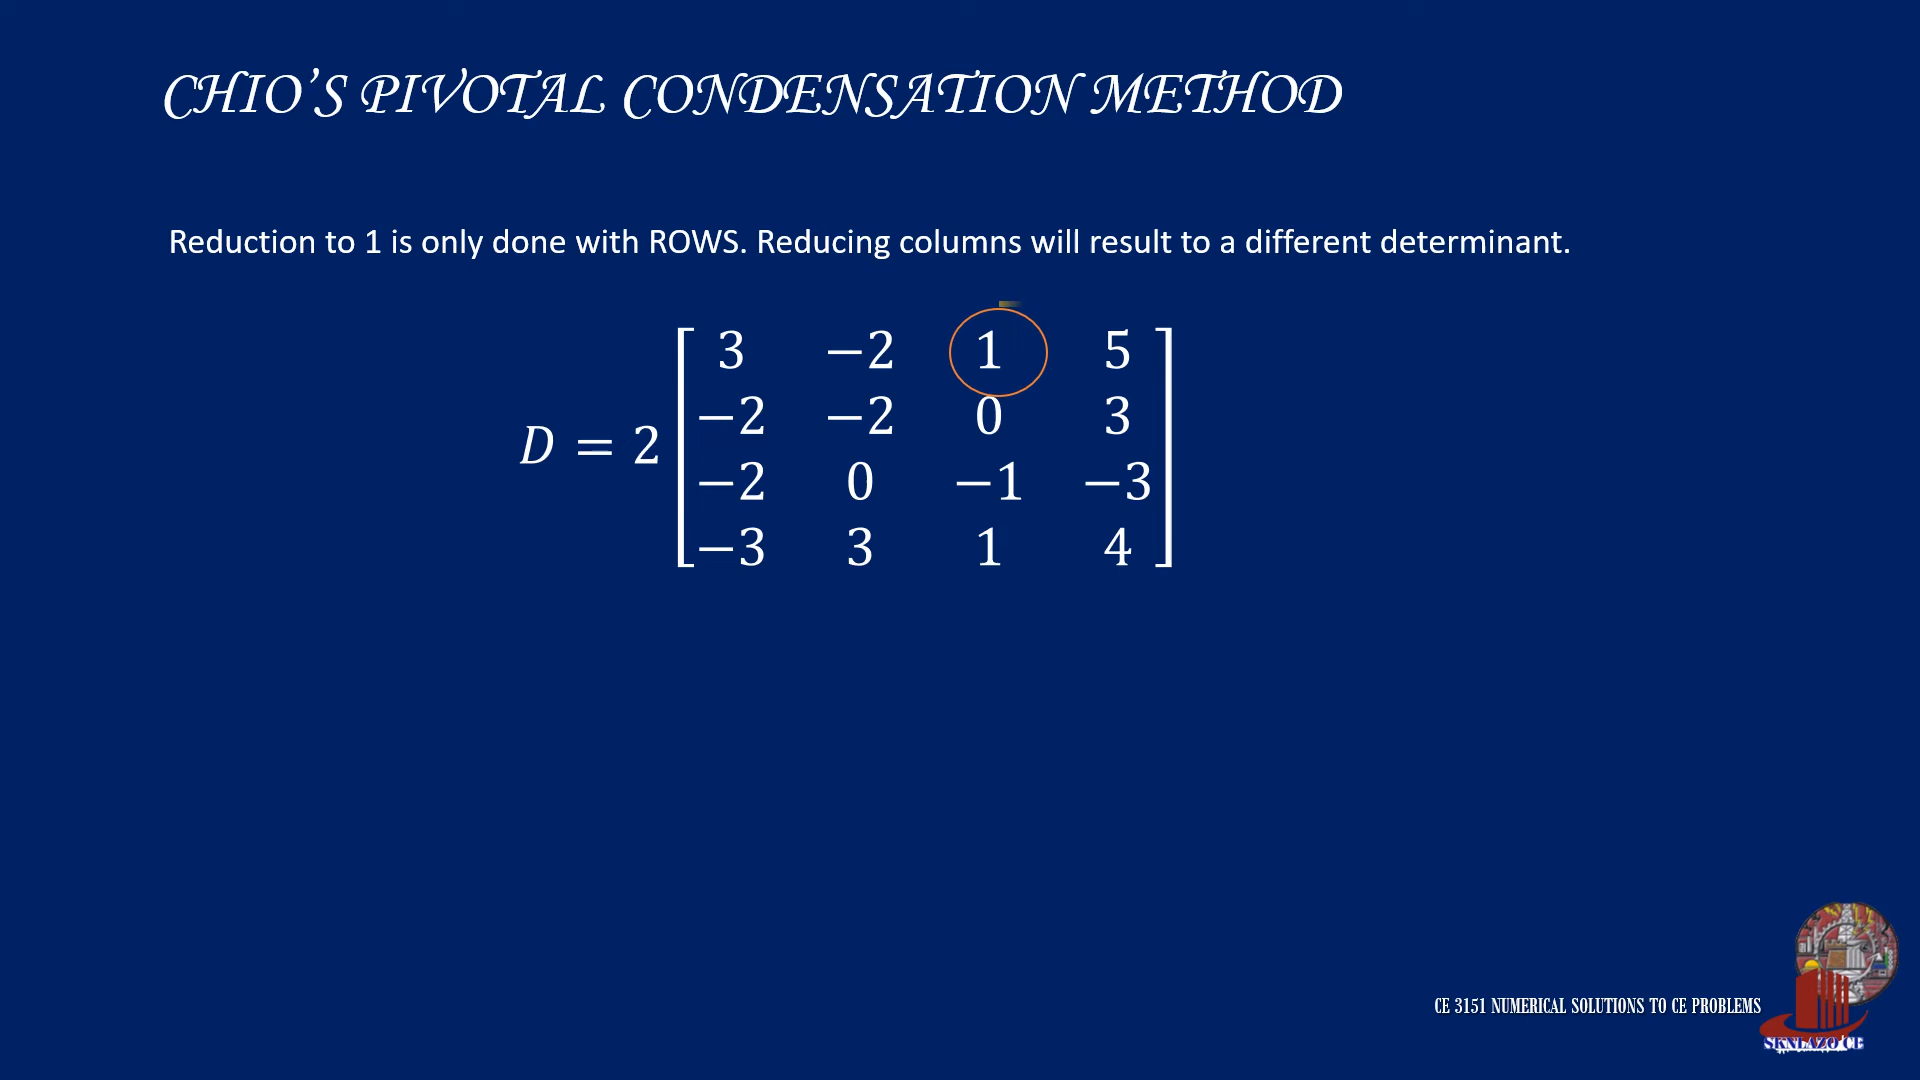 CHIO'S PIVOTAL CONDENSATION METHOD
Reduction to 1 is only done with ROWS. Reducing columns will result to a different determinant.
3 −2 1 5
−2 −2 0 3
D = 2
−2 0 −1 −3
−3 3 1 4
CE 3151 NUMERICAL SOLUTIONS TO CE PROBLEMS
SKNLAZO CE